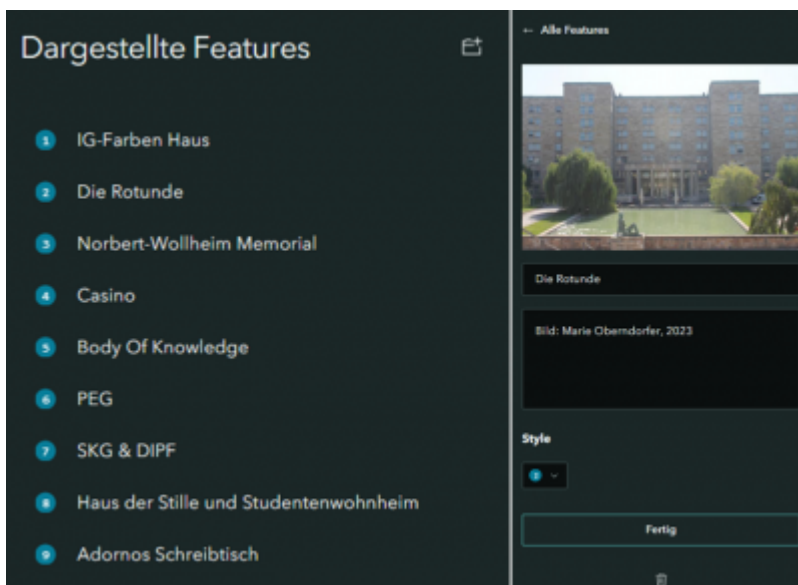 Dargestellte Features
1 IG-Farben Haus
2 Die Rotunde
3 Norbert-Wollheim Memorial
4 Casino
5 Body Of Knowledge
6 PEG
7 SKG & DIPF
8 Haus der Stille und Studentenwohnheim
9 Adornos Schreibtisch
← Alle Features
Die Rotunde
Bild: Marie Oberndorfer, 2023
Style
2
Fertig